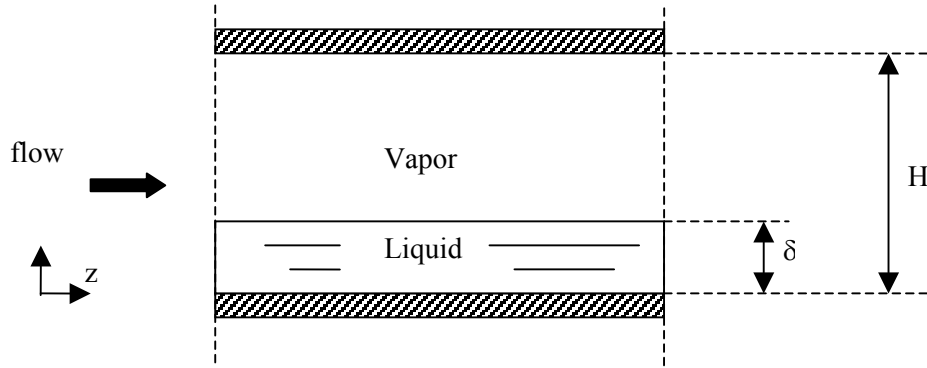 flow
Vapor
H
Liquid
δ
z